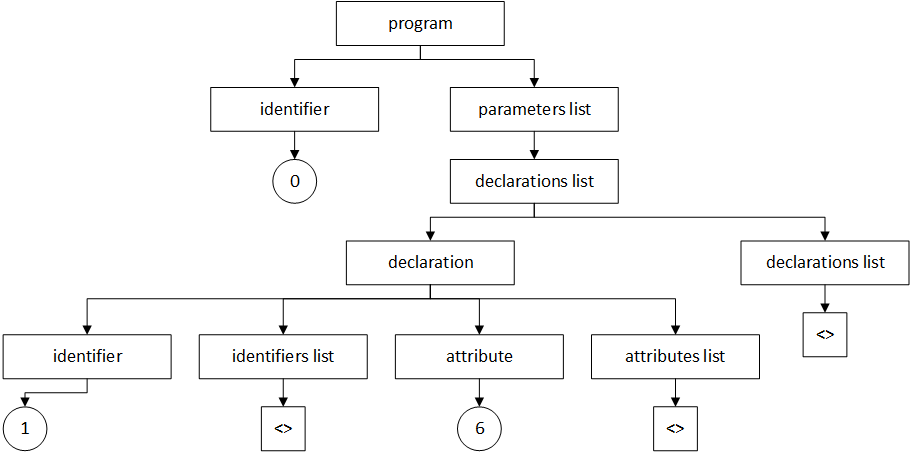 program
identifier
parameters list
0
declarations list
declaration
declarations list
<>
identifier
identifiers list
attribute
attributes list
1
<>
6
<>